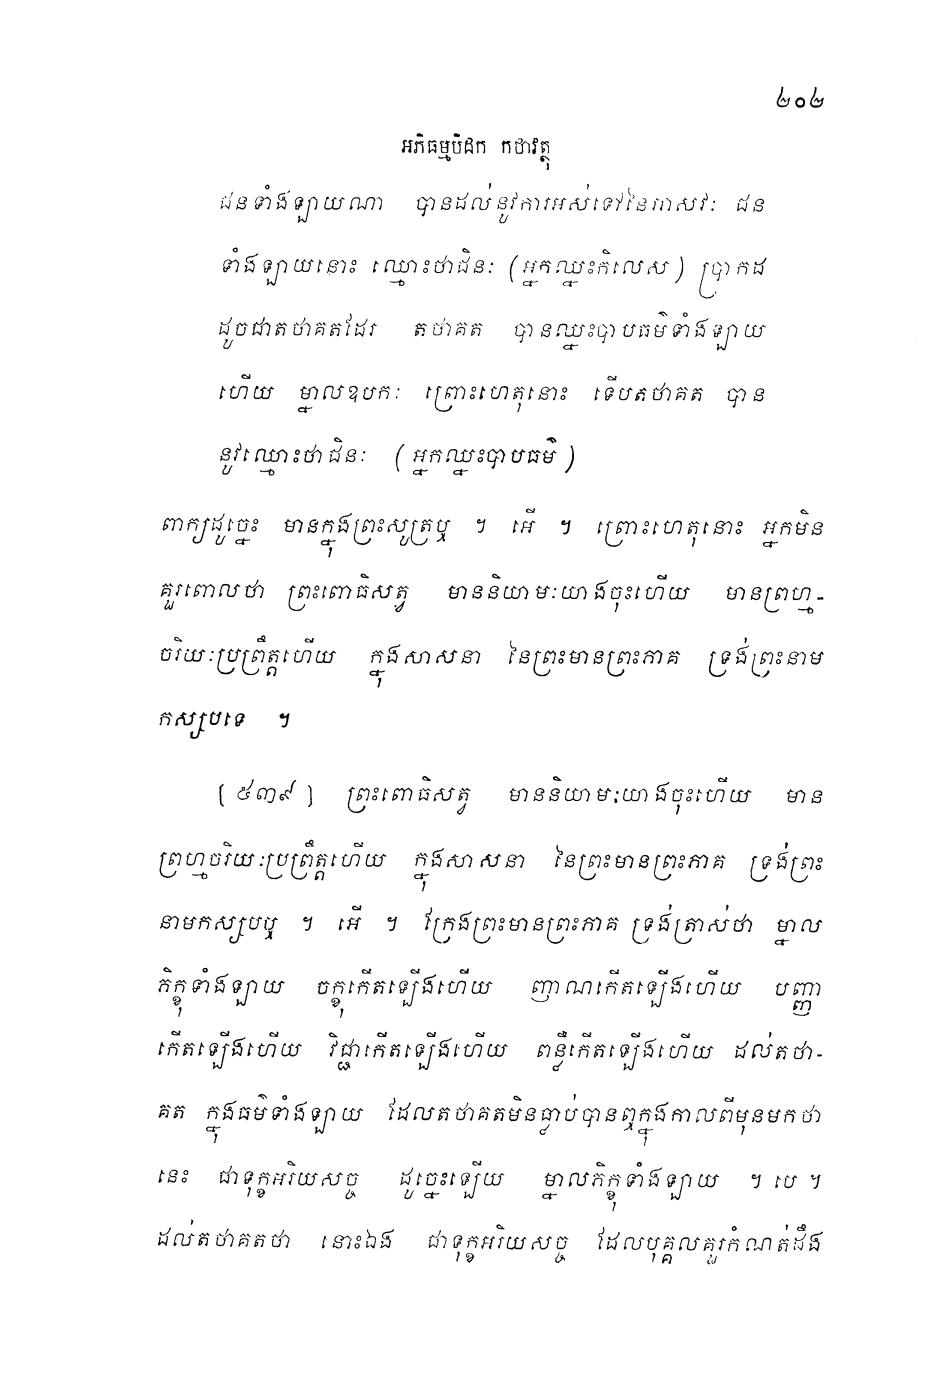 ២០២
អភិធម្មបិដក កថាវត្ថុ
ជនទាំងឡាយណា បានដល់នូវការអស់ទៅនៃអាសវៈ ជន
ទាំងឡាយនោះ ឈ្មោះថាជិនៈ (អ្នកឈ្នះកិលេស) ប្រាកដ
ដូចជាតថាគតដែរ តថាគត បានឈ្នះបាបធម៌ទាំងឡាយ
ហើយ ម្នាលឧបកៈ ព្រោះហេតុនោះ ទើបតថាគត បាន
នូវឈ្មោះថាជិនៈ (អ្នកឈ្នះបាបធម៌)
ពាក្យដូច្នេះ មានក្នុងព្រះសូត្រឬ ។ អើ ។ ព្រោះហេតុនោះ អ្នកមិន
គួរពោលថា ព្រះពោធិសត្វ មាននិយាមៈយាងចុះហើយ មានព្រហ្ម-
ចរិយៈប្រព្រឹត្តហើយ ក្នុងសាសនា នៃព្រះមានព្រះភាគ ទ្រង់ព្រះនាម
កស្សបទេ ។
[៥៣៩] ព្រះពោធិសត្វ មាននិយាមៈយាងចុះហើយ មាន
ព្រហ្មចរិយៈប្រព្រឹត្តហើយ ក្នុងសាសនា នៃព្រះមានព្រះភាគ ទ្រង់ព្រះ
នាមកស្សបឬ ។ អើ ។ ក្រែងព្រះមានព្រះភាគ ទ្រង់ត្រាស់ថា ម្នាល
ភិក្ខុទាំងឡាយ ចក្ខុកើតឡើងហើយ ញាណកើតឡើងហើយ បញ្ញា
កើតឡើងហើយ វិជ្ជាកើតឡើងហើយ ពន្លឺកើតឡើងហើយ ដល់តថា-
គត ក្នុងធម៌ទាំងឡាយ ដែលតថាគតមិនធ្លាប់បានឮក្នុងកាលពីមុនមកថា
នេះ ជាទុក្ខអរិយសច្ច ដូច្នេះឡើយ ម្នាលភិក្ខុទាំងឡាយ ។ បេ ។
ដល់តថាគតថា នោះឯង ជាទុក្ខអរិយសច្ច ដែលបុគ្គលគួរកំណត់ដឹង